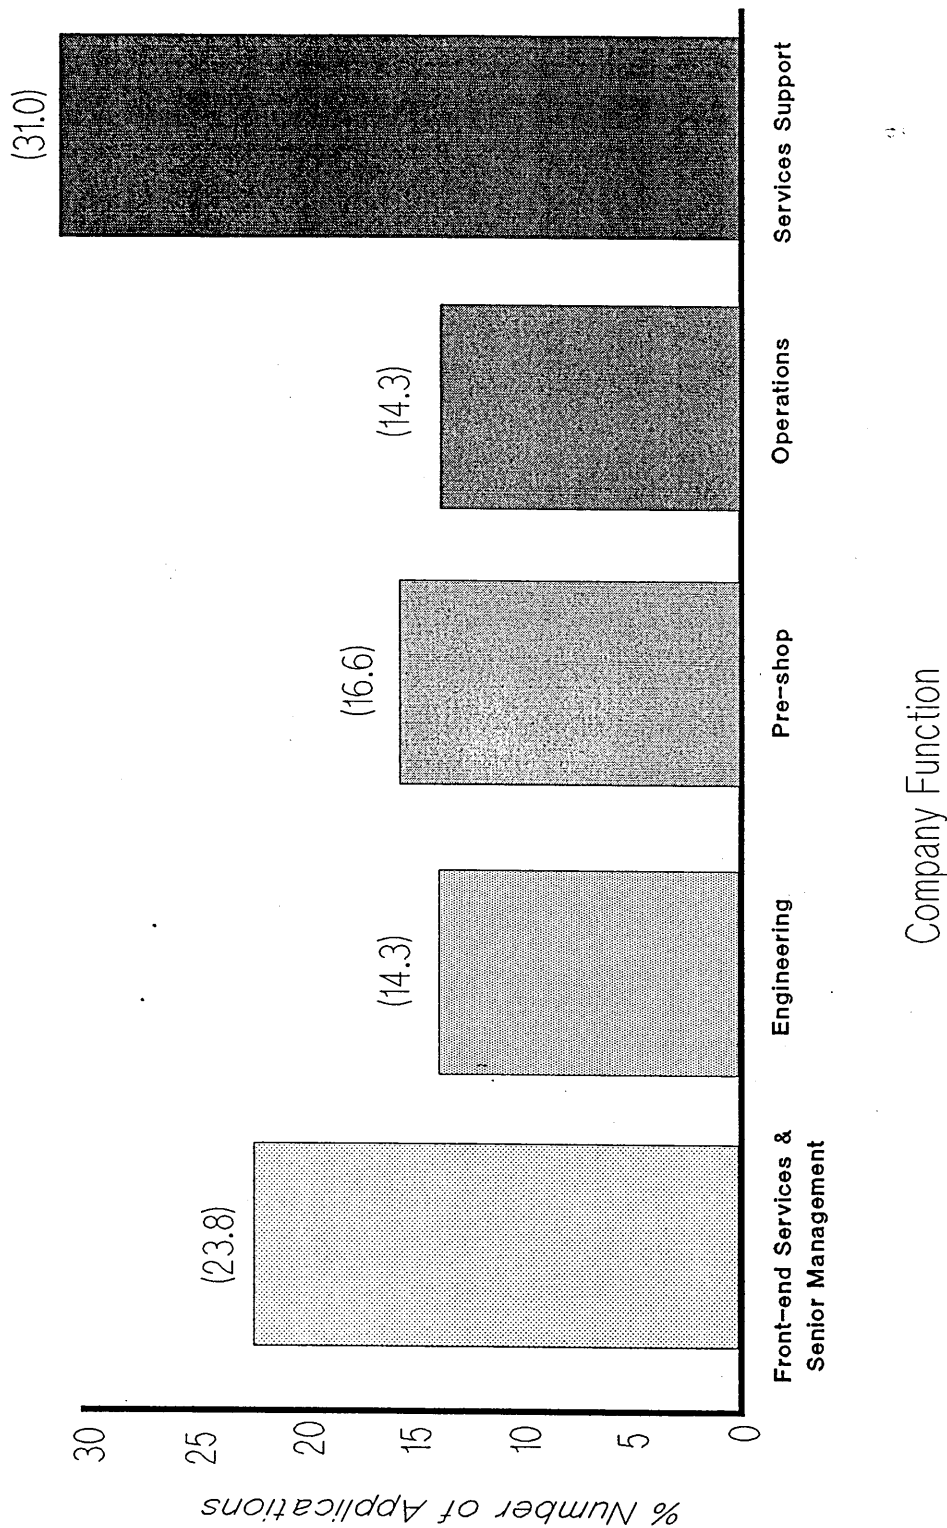 (23.8)
(14.3)
(16.6)
(14.3)
(31.0)
30
25
20
15
10
5
0
% Number of Applications
Front-end Services &
Senior Management
Engineering
Pre-shop
Operations
Services Support
Company Function